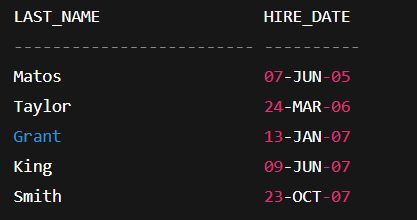 LAST_NAME                 HIRE_DATE
------------------------- ----------
Matos                     07-JUN-05
Taylor                    24-MAR-06
Grant                     13-JAN-07
King                      09-JUN-07
Smith                     23-OCT-07